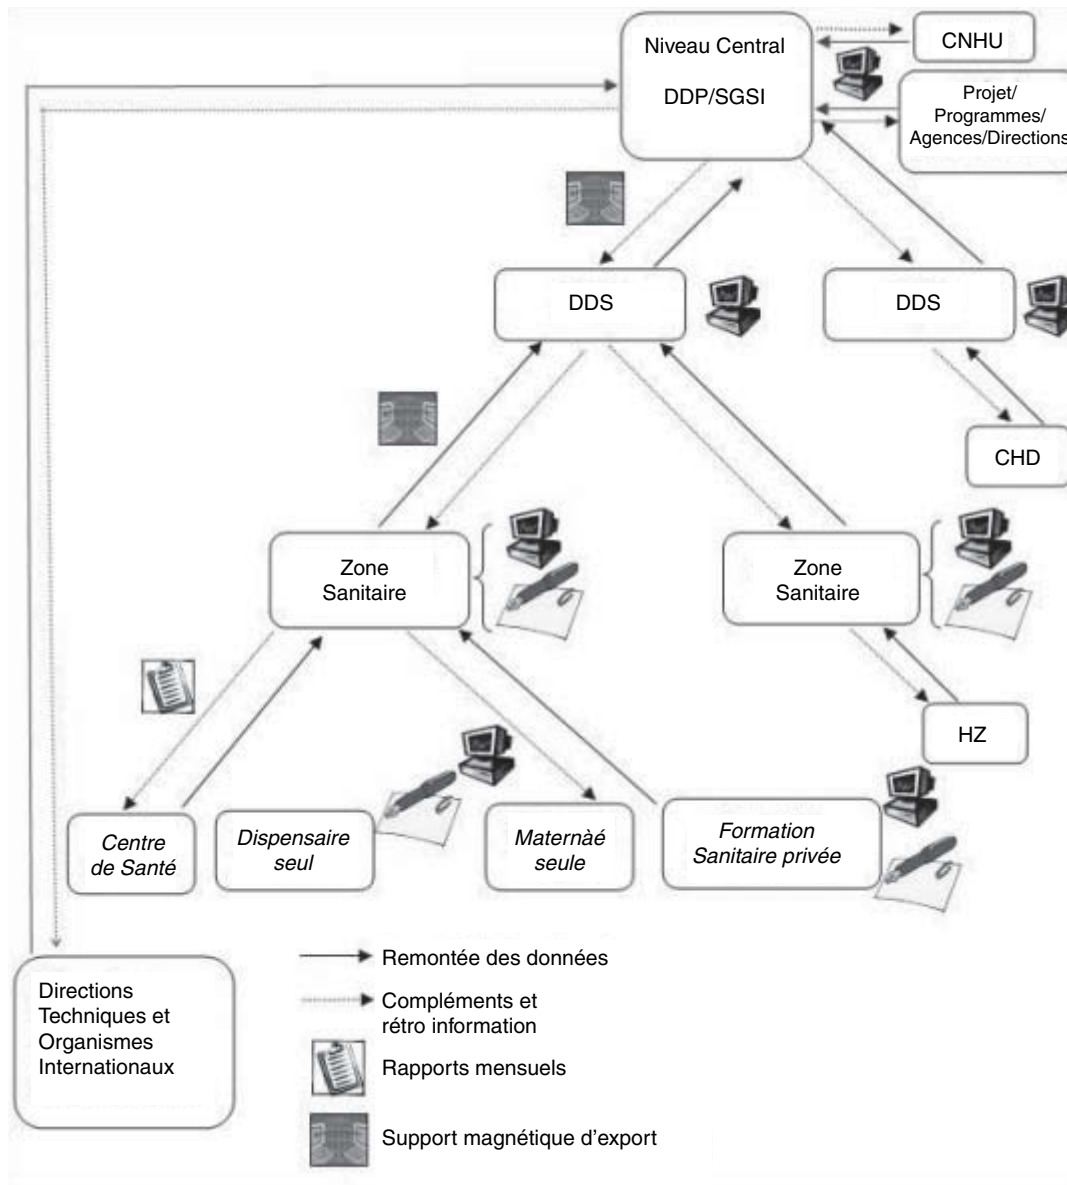 Niveau Central
DDP/SGSI
CNHU
Projet/
Programmes/
Agences/Directions
DDS
DDS
CHD
Zone
Sanitaire
Zone
Sanitaire
HZ
Centre
de Santé
Dispensaire
seul
Maternàé
seule
Formation
Sanitaire privée
Directions
Techniques et
Organismes
Internationaux
Remontée des données
Compléments et
rétro information
Rapports mensuels
Support magnétique d'export